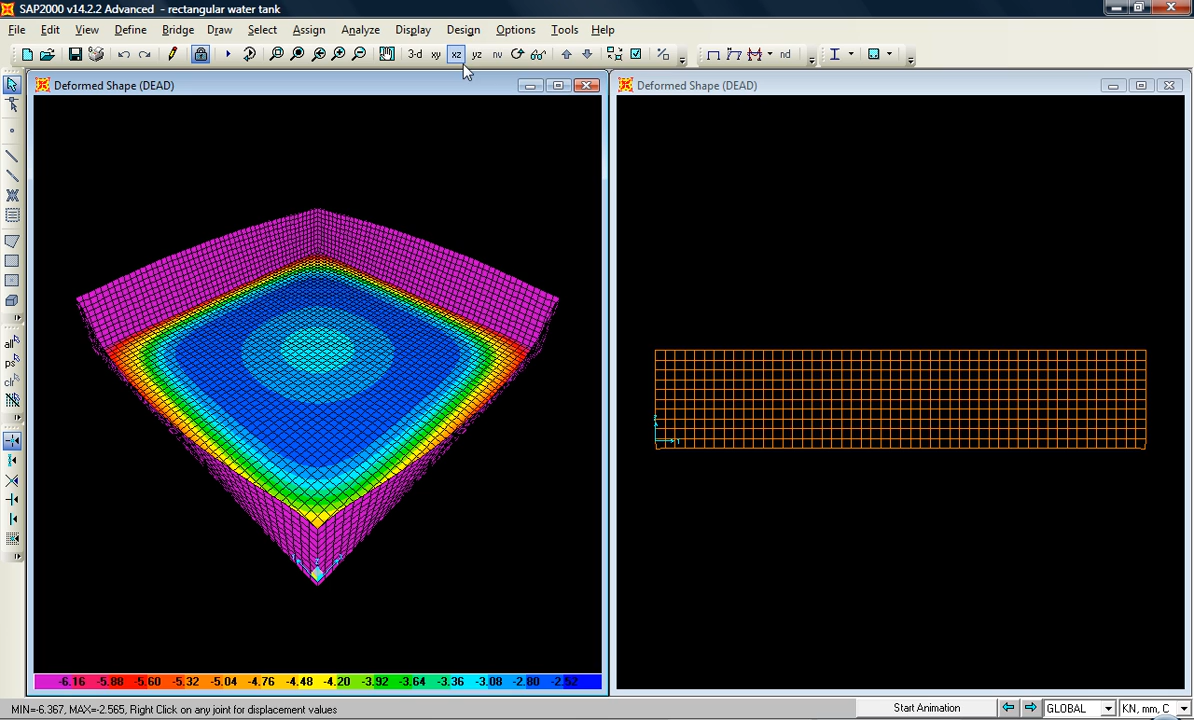 SAP2000 v14.2.2 Advanced - rectangular water tank
File Edit View Define Bridge Draw Select Assign Analyze Display Design Options Tools Help
3-d xy xz yz nv nd
Deformed Shape (DEAD)
Deformed Shape (DEAD)
all
ps
clr
1
-6.16 -5.88 -5.60 -5.32 -5.04 -4.76 -4.48 -4.20 -3.92 -3.64 -3.36 -3.08 -2.80 -2.52
MIN=-6.367, MAX=-2.565, Right Click on any joint for displacement values
Start Animation
GLOBAL
KN, mm, C